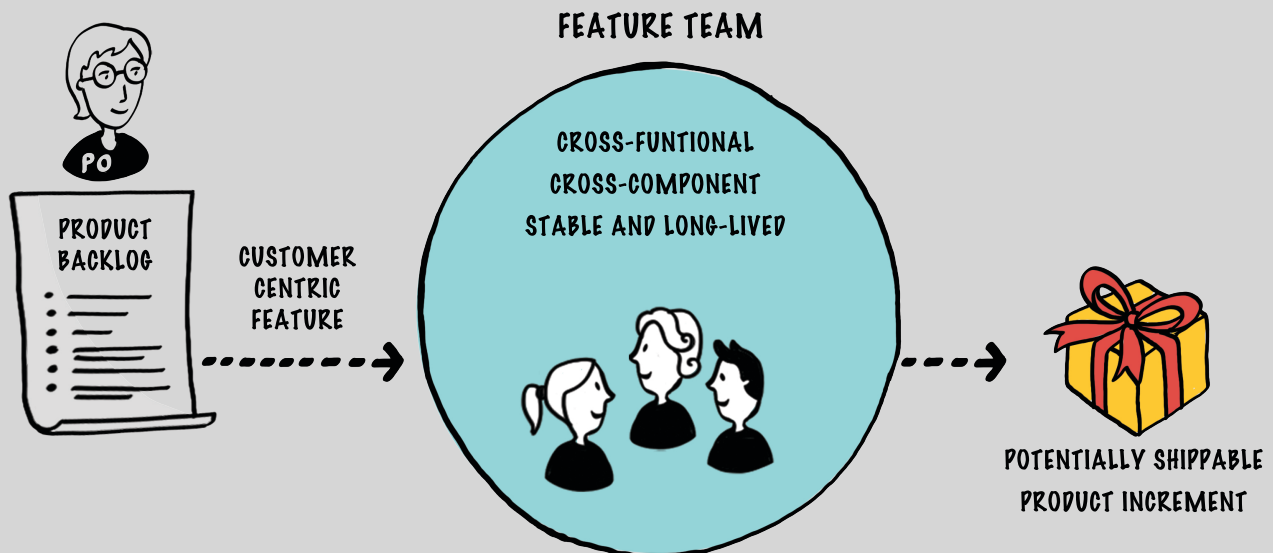 FEATURE TEAM
PO
PRODUCT
BACKLOG
CUSTOMER
CENTRIC
FEATURE
CROSS-FUNTIONAL
CROSS-COMPONENT
STABLE AND LONG-LIVED
POTENTIALLY SHIPPABLE
PRODUCT INCREMENT